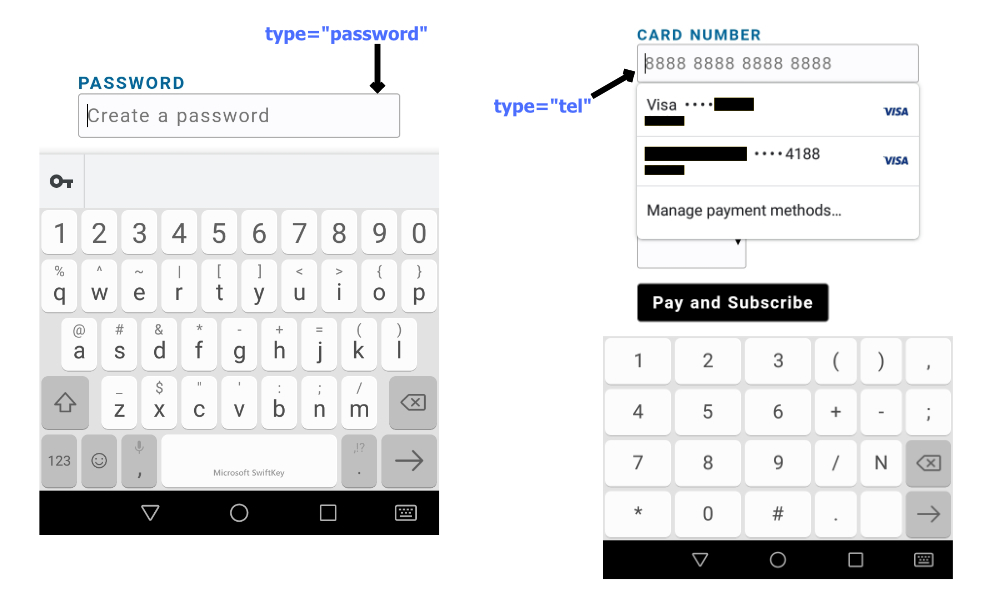 type="password"
PASSWORD
Create a password
1 2 3 4 5 6 7 8 9 0
% ^ ~ | [ ] < > { }
q w e r t y u i o p
@ # & * - + = ( )
a s d f g h j k l
_ $ " ' : ; /
z x c v b n m
123 , Microsoft SwiftKey ,!? .
CARD NUMBER
8888 8888 8888 8888
type="tel"
Visa ••••
VISA
••••4188
VISA
Manage payment methods...
Pay and Subscribe
1 2 3 ( ) ,
4 5 6 + - ;
7 8 9 / N
* 0 # .